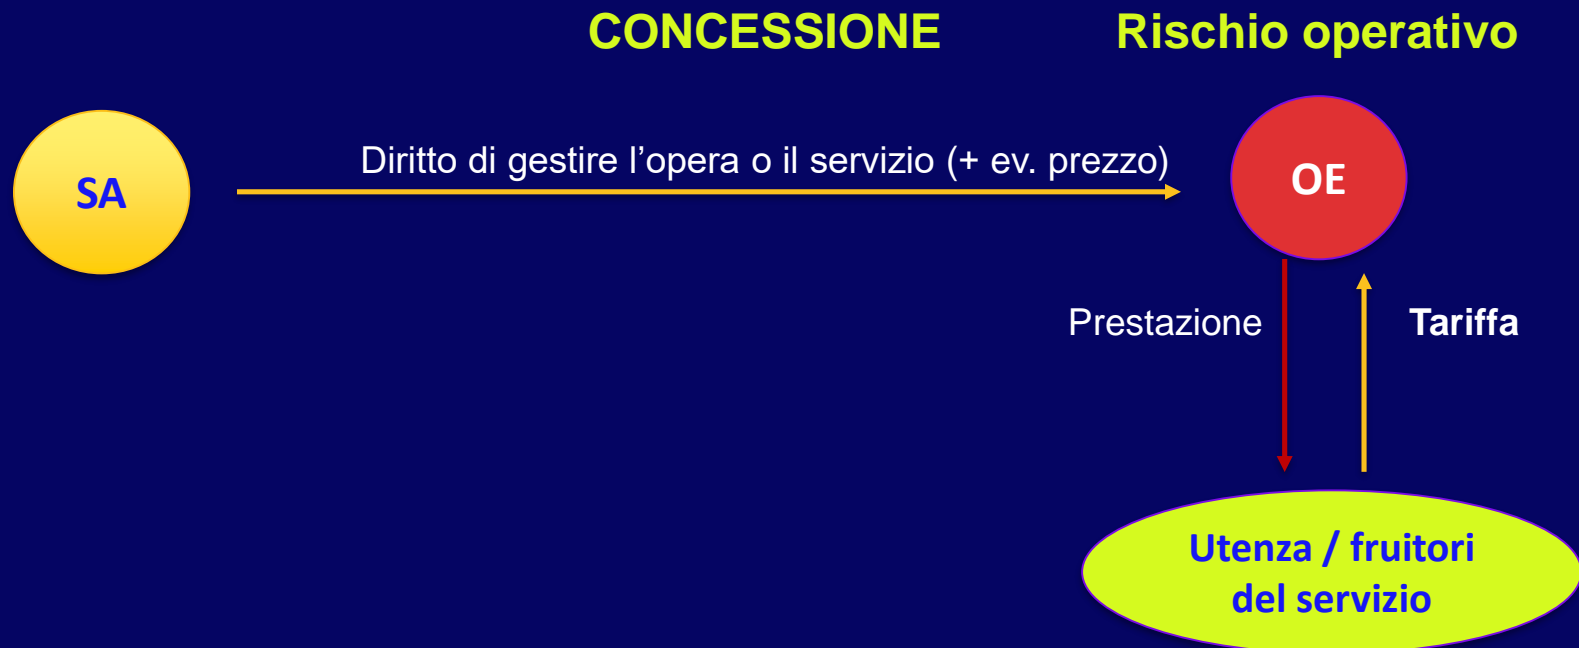 CONCESSIONE
Rischio operativo
SA
Diritto di gestire l’opera o il servizio (+ ev. prezzo)
OE
Prestazione
Tariffa
Utenza / fruitori
del servizio